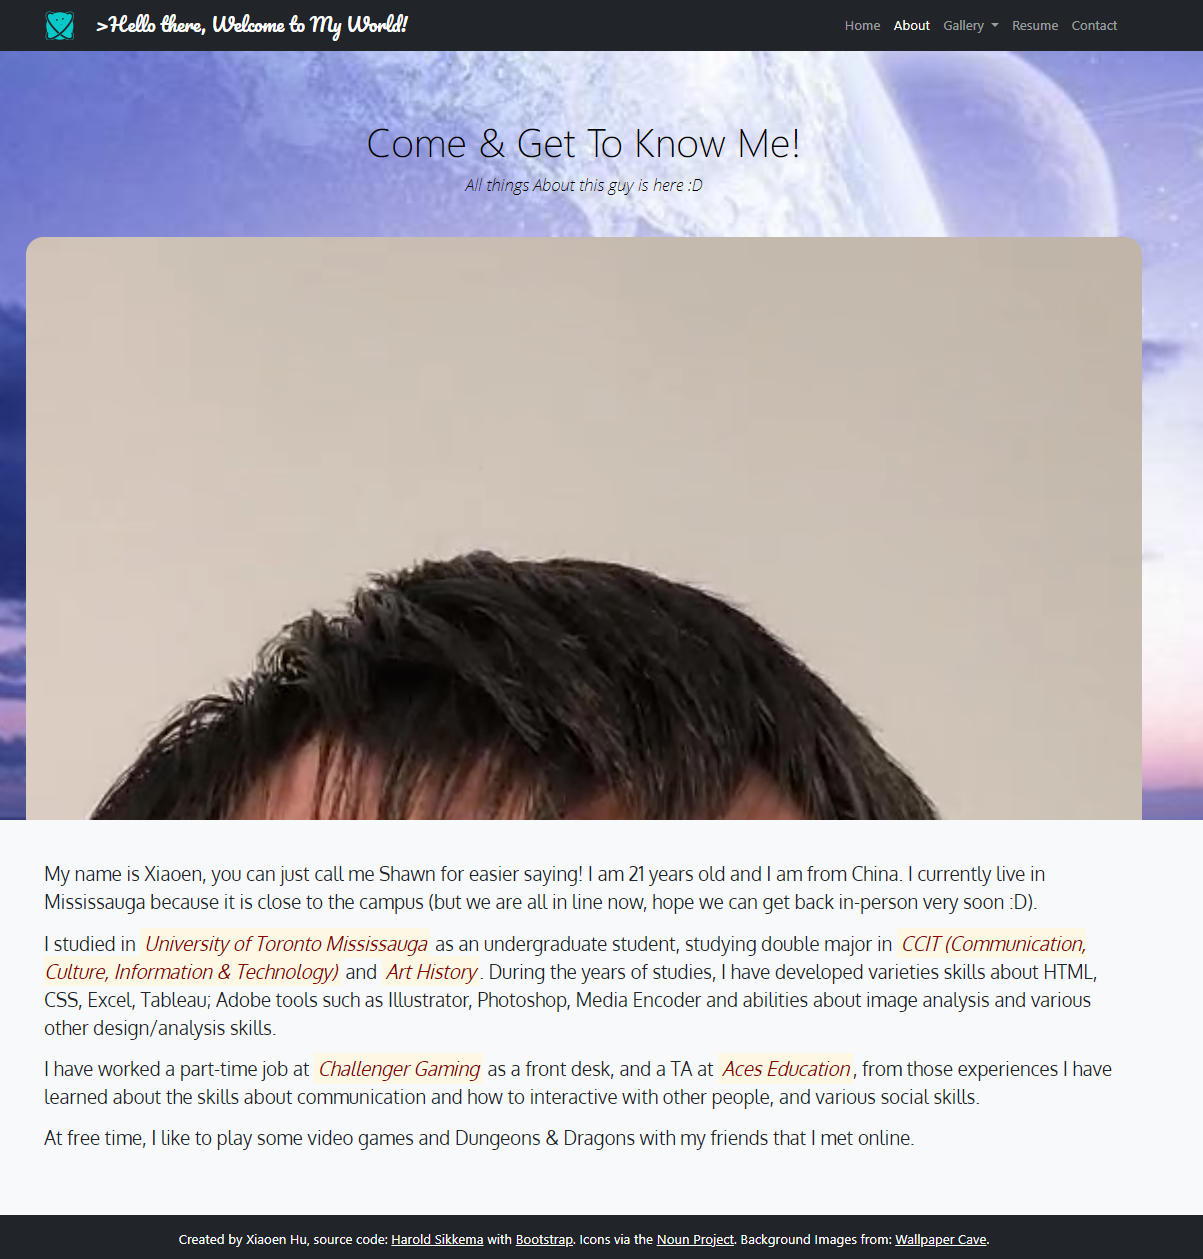 >Hello there, Welcome to My World!
Home About Gallery Resume Contact
Come & Get To Know Me!
All things About this guy is here :D
My name is Xiaoen, you can just call me Shawn for easier saying! I am 21 years old and I am from China. I currently live in
Mississauga because it is close to the campus (but we are all in line now, hope we can get back in-person very soon :D).
I studied in University of Toronto Mississauga as an undergraduate student, studying double major in CCIT (Communication,
Culture, Information & Technology) and Art History. During the years of studies, I have developed varieties skills about HTML,
CSS, Excel, Tableau; Adobe tools such as Illustrator, Photoshop, Media Encoder and abilities about image analysis and various
other design/analysis skills.
I have worked a part-time job at Challenger Gaming as a front desk, and a TA at Aces Education, from those experiences I have
learned about the skills about communication and how to interactive with other people, and various social skills.
At free time, I like to play some video games and Dungeons & Dragons with my friends that I met online.
Created by Xiaoen Hu, source code: Harold Sikkema with Bootstrap. Icons via the Noun Project. Background Images from: Wallpaper Cave.